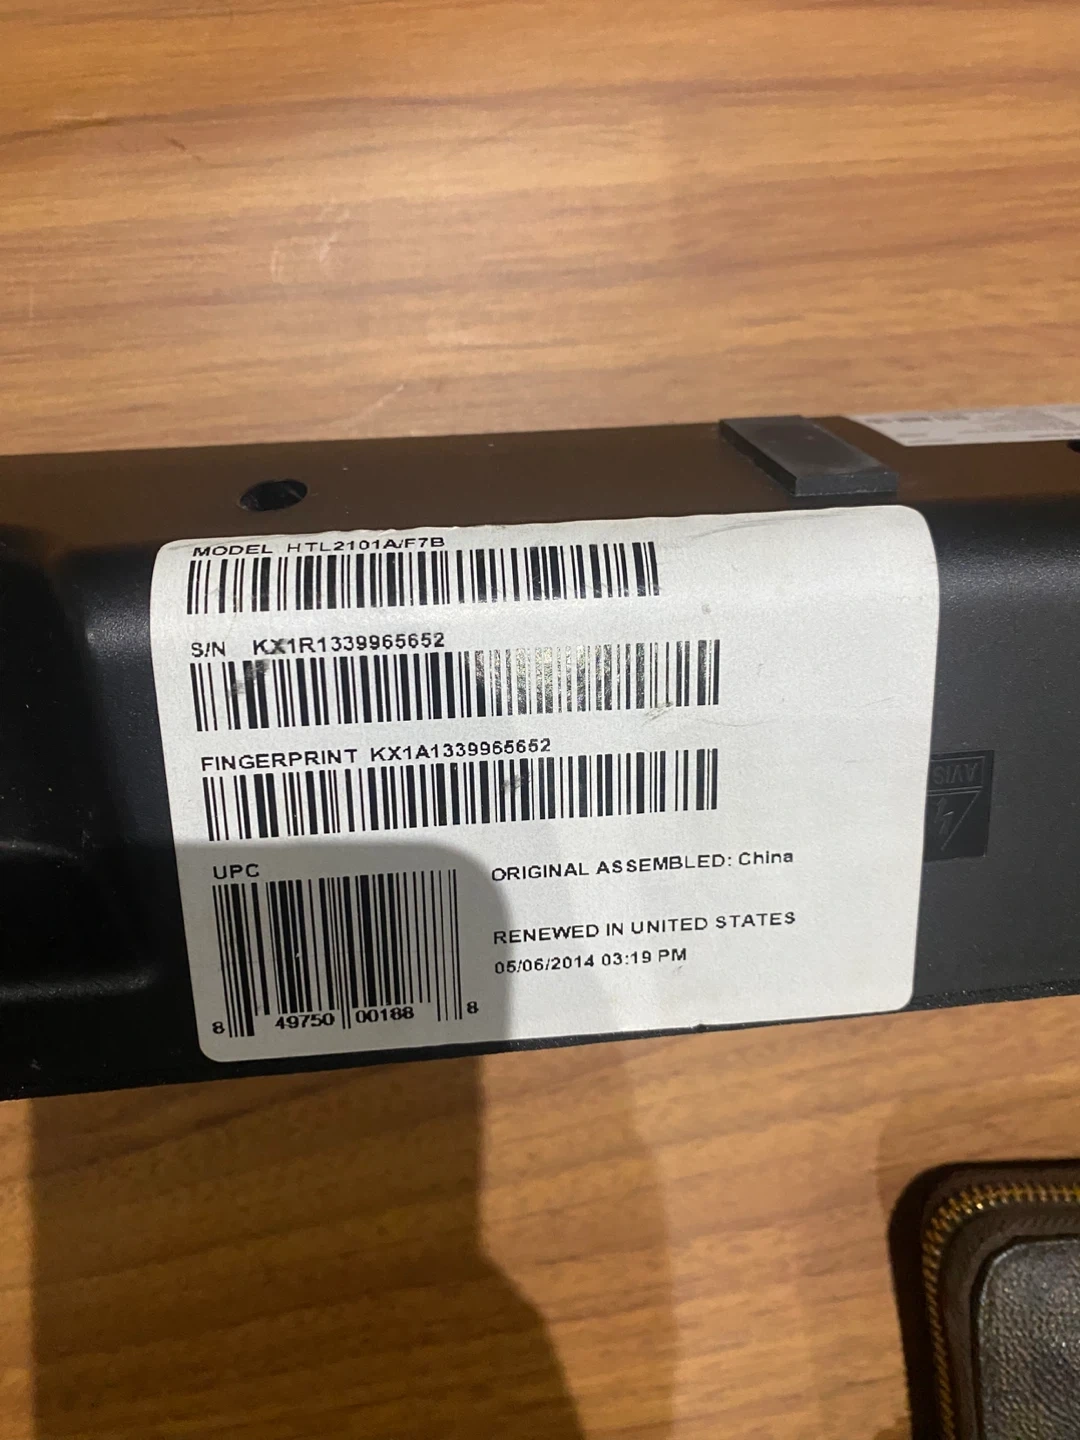 MODEL HTL2101A/F7B
S/N KX1R1339965652
FINGERPRINT KX1A1339965652
UPC
8 49750 00188 8
ORIGINAL ASSEMBLED: China
RENEWED IN UNITED STATES
05/06/2014 03:19 PM
AVIS